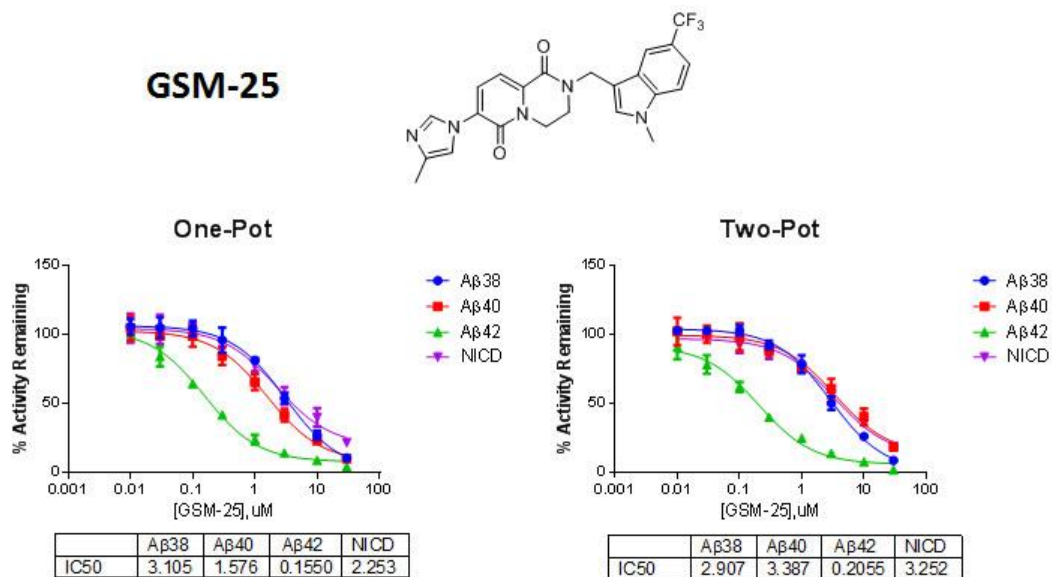 GSM-25
CF3
O
N
N
N
N
N
O
One-Pot
Two-Pot
% Activity Remaining
150
100
50
0
0.001 0.01 0.1 1 10 100
[GSM-25],uM
Aβ38
Aβ40
Aβ42
NICD
% Activity Remaining
150
100
50
0
0.001 0.01 0.1 1 10 100
[GSM-25],uM
Aβ38
Aβ40
Aβ42
NICD
Aβ38 Aβ40 Aβ42 NICD
IC50 3.105 1.576 0.1550 2.253
Aβ38 Aβ40 Aβ42 NICD
IC50 2.907 3.387 0.2055 3.252